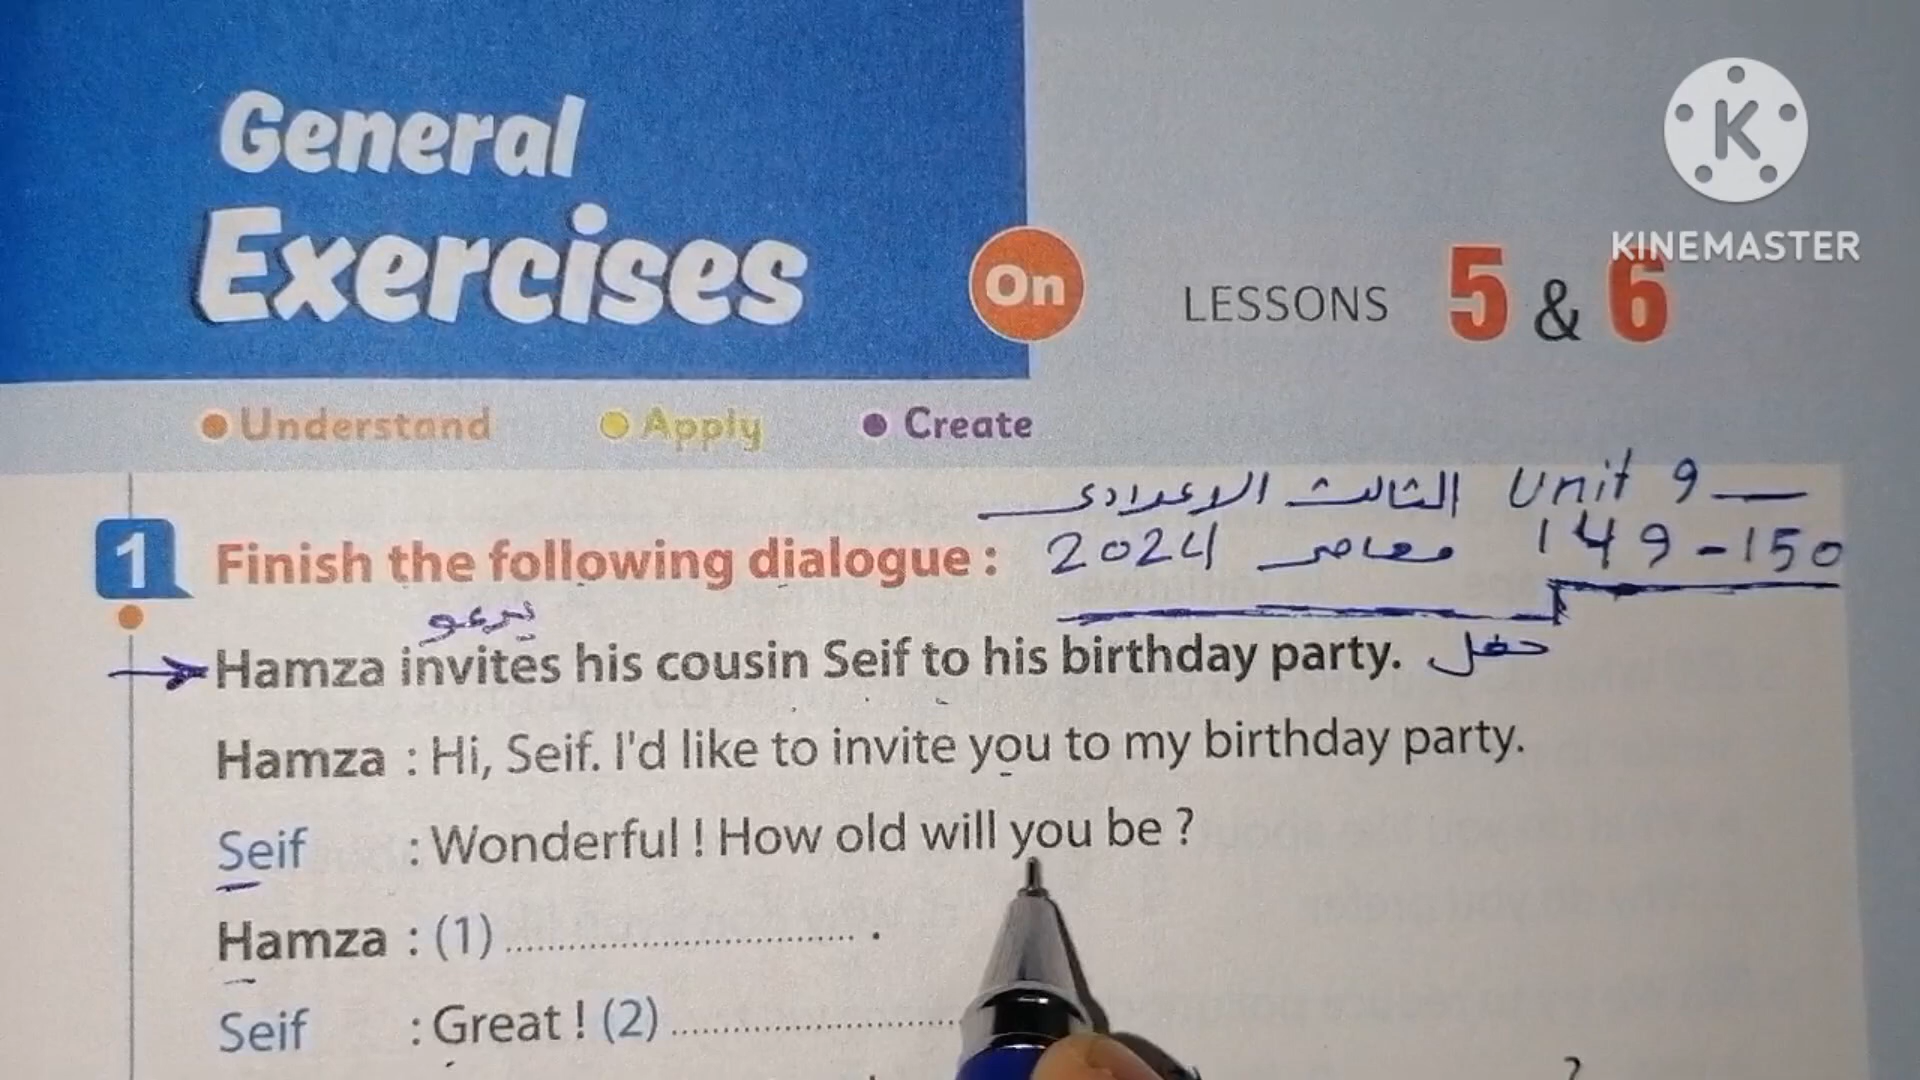 General
Exercises
On LESSONS 5 & 6
KINEMASTER
Understand Apply Create
الثالث الإعدادى Unit 9
1 Finish the following dialogue :
2024 معاصر 149-150
يدعو
Hamza invites his cousin Seif to his birthday party. حفل
Hamza : Hi, Seif. I'd like to invite you to my birthday party.
Seif : Wonderful ! How old will you be ?
Hamza : (1) .................................... .
Seif : Great ! (2) ..............................
?